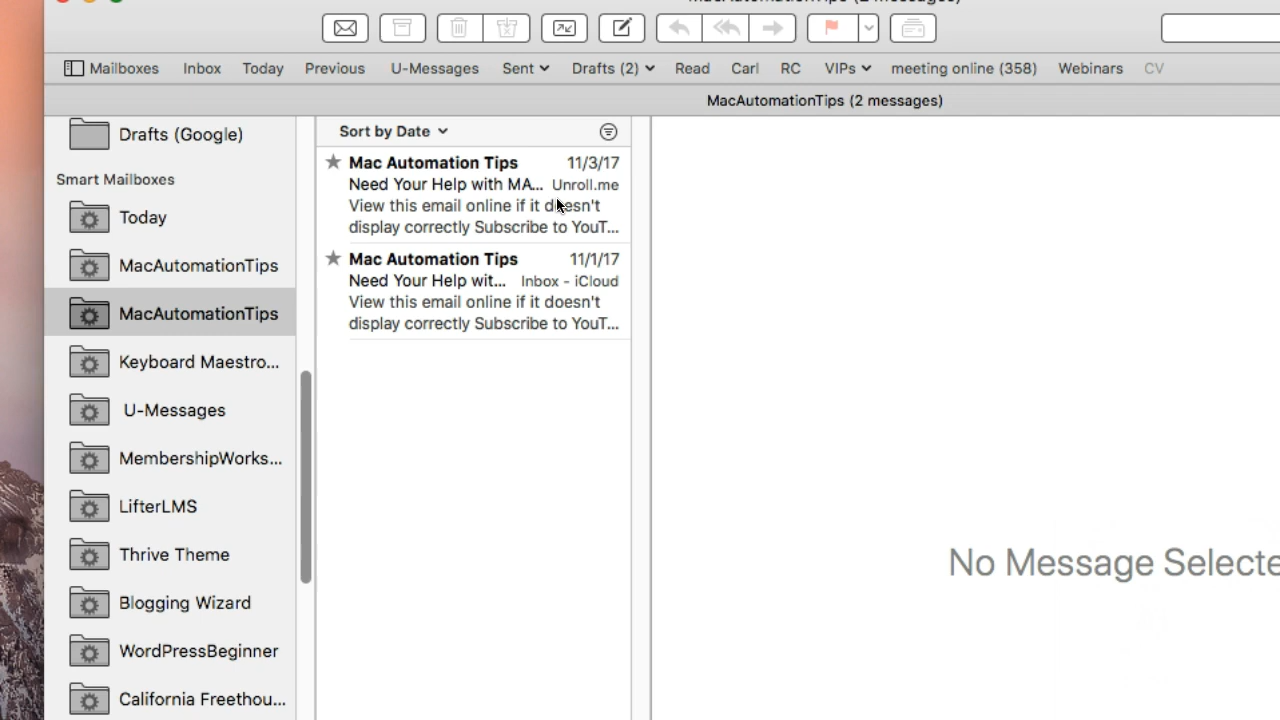 MacAutomationTips (2 messages)
Mailboxes Inbox Today Previous U-Messages Sent Drafts (2) Read Carl RC VIPs meeting online (358) Webinars CV
MacAutomationTips (2 messages)
Drafts (Google)
Smart Mailboxes
Today
MacAutomationTips
MacAutomationTips
Keyboard Maestro...
U-Messages
MembershipWorks...
LifterLMS
Thrive Theme
Blogging Wizard
WordPressBeginner
California Freethou...
Sort by Date
Mac Automation Tips 11/3/17
Need Your Help with MA... Unroll.me
View this email online if it doesn't
display correctly Subscribe to YouT...
Mac Automation Tips 11/1/17
Need Your Help wit... Inbox - iCloud
View this email online if it doesn't
display correctly Subscribe to YouT...
No Message Selecte